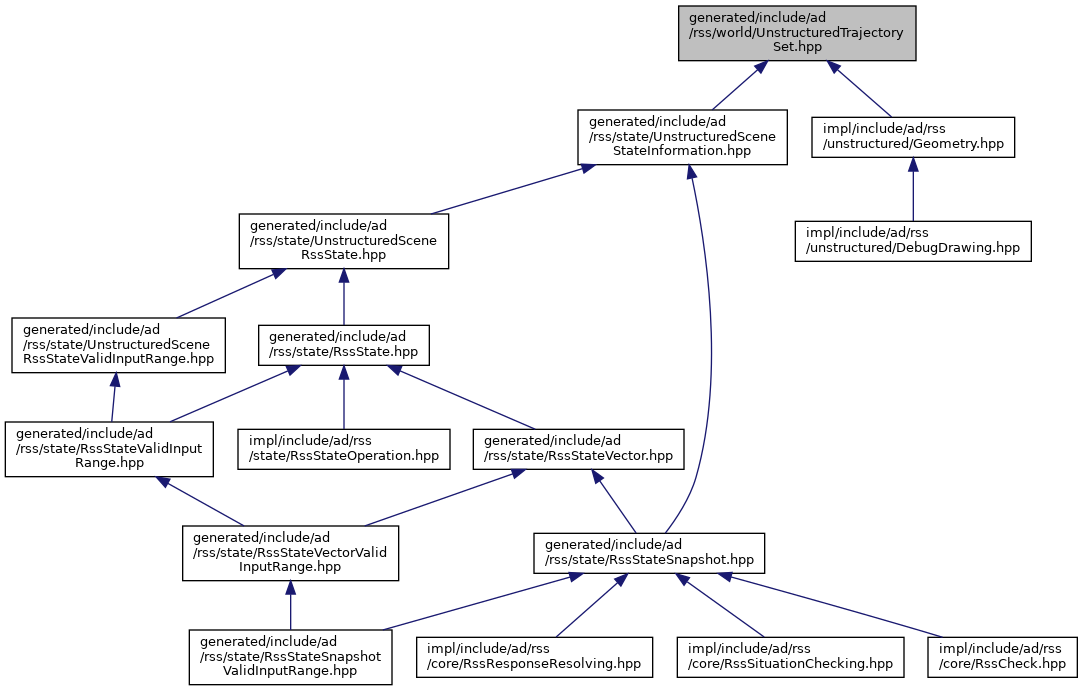 generated/include/ad
/rss/world/UnstructuredTrajectory
Set.hpp
generated/include/ad
/rss/state/UnstructuredScene
StateInformation.hpp
impl/include/ad/rss
/unstructured/Geometry.hpp
generated/include/ad
/rss/state/UnstructuredScene
RssState.hpp
impl/include/ad/rss
/unstructured/DebugDrawing.hpp
generated/include/ad
/rss/state/UnstructuredScene
RssStateValidInputRange.hpp
generated/include/ad
/rss/state/RssState.hpp
generated/include/ad
/rss/state/RssStateValidInput
Range.hpp
impl/include/ad/rss
/state/RssStateOperation.hpp
generated/include/ad
/rss/state/RssStateVector.hpp
generated/include/ad
/rss/state/RssStateVectorValid
InputRange.hpp
generated/include/ad
/rss/state/RssStateSnapshot.hpp
generated/include/ad
/rss/state/RssStateSnapshot
ValidInputRange.hpp
impl/include/ad/rss
/core/RssResponseResolving.hpp
impl/include/ad/rss
/core/RssSituationChecking.hpp
impl/include/ad/rss
/core/RssCheck.hpp